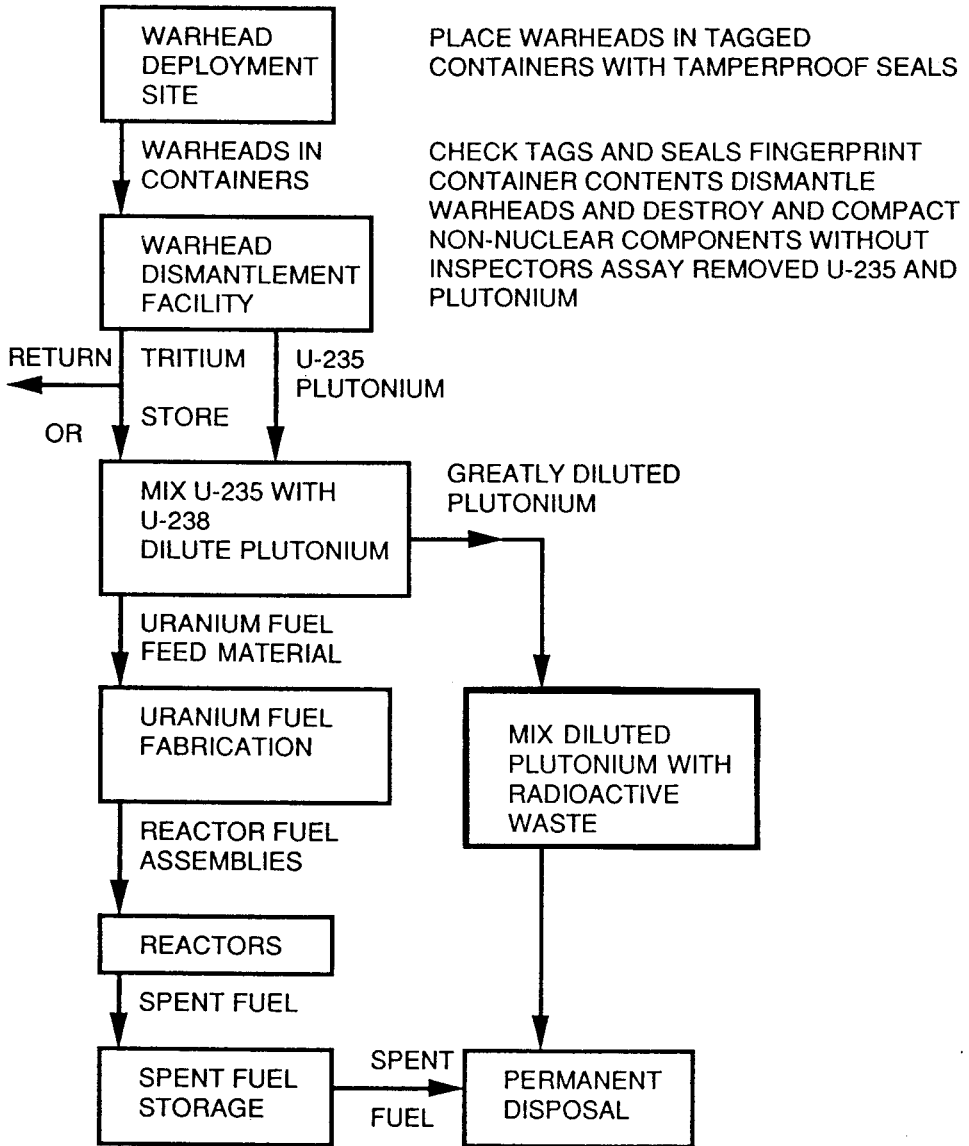 WARHEAD
DEPLOYMENT
SITE
PLACE WARHEADS IN TAGGED
CONTAINERS WITH TAMPERPROOF SEALS
WARHEADS IN
CONTAINERS
CHECK TAGS AND SEALS FINGERPRINT
CONTAINER CONTENTS DISMANTLE
WARHEADS AND DESTROY AND COMPACT
NON-NUCLEAR COMPONENTS WITHOUT
INSPECTORS ASSAY REMOVED U-235 AND
PLUTONIUM
WARHEAD
DISMANTLEMENT
FACILITY
RETURN
OR
TRITIUM
STORE
U-235
PLUTONIUM
MIX U-235 WITH
U-238
DILUTE PLUTONIUM
GREATLY DILUTED
PLUTONIUM
URANIUM FUEL
FEED MATERIAL
URANIUM FUEL
FABRICATION
MIX DILUTED
PLUTONIUM WITH
RADIOACTIVE
WASTE
REACTOR FUEL
ASSEMBLIES
REACTORS
SPENT FUEL
SPENT FUEL
STORAGE
SPENT
FUEL
PERMANENT
DISPOSAL